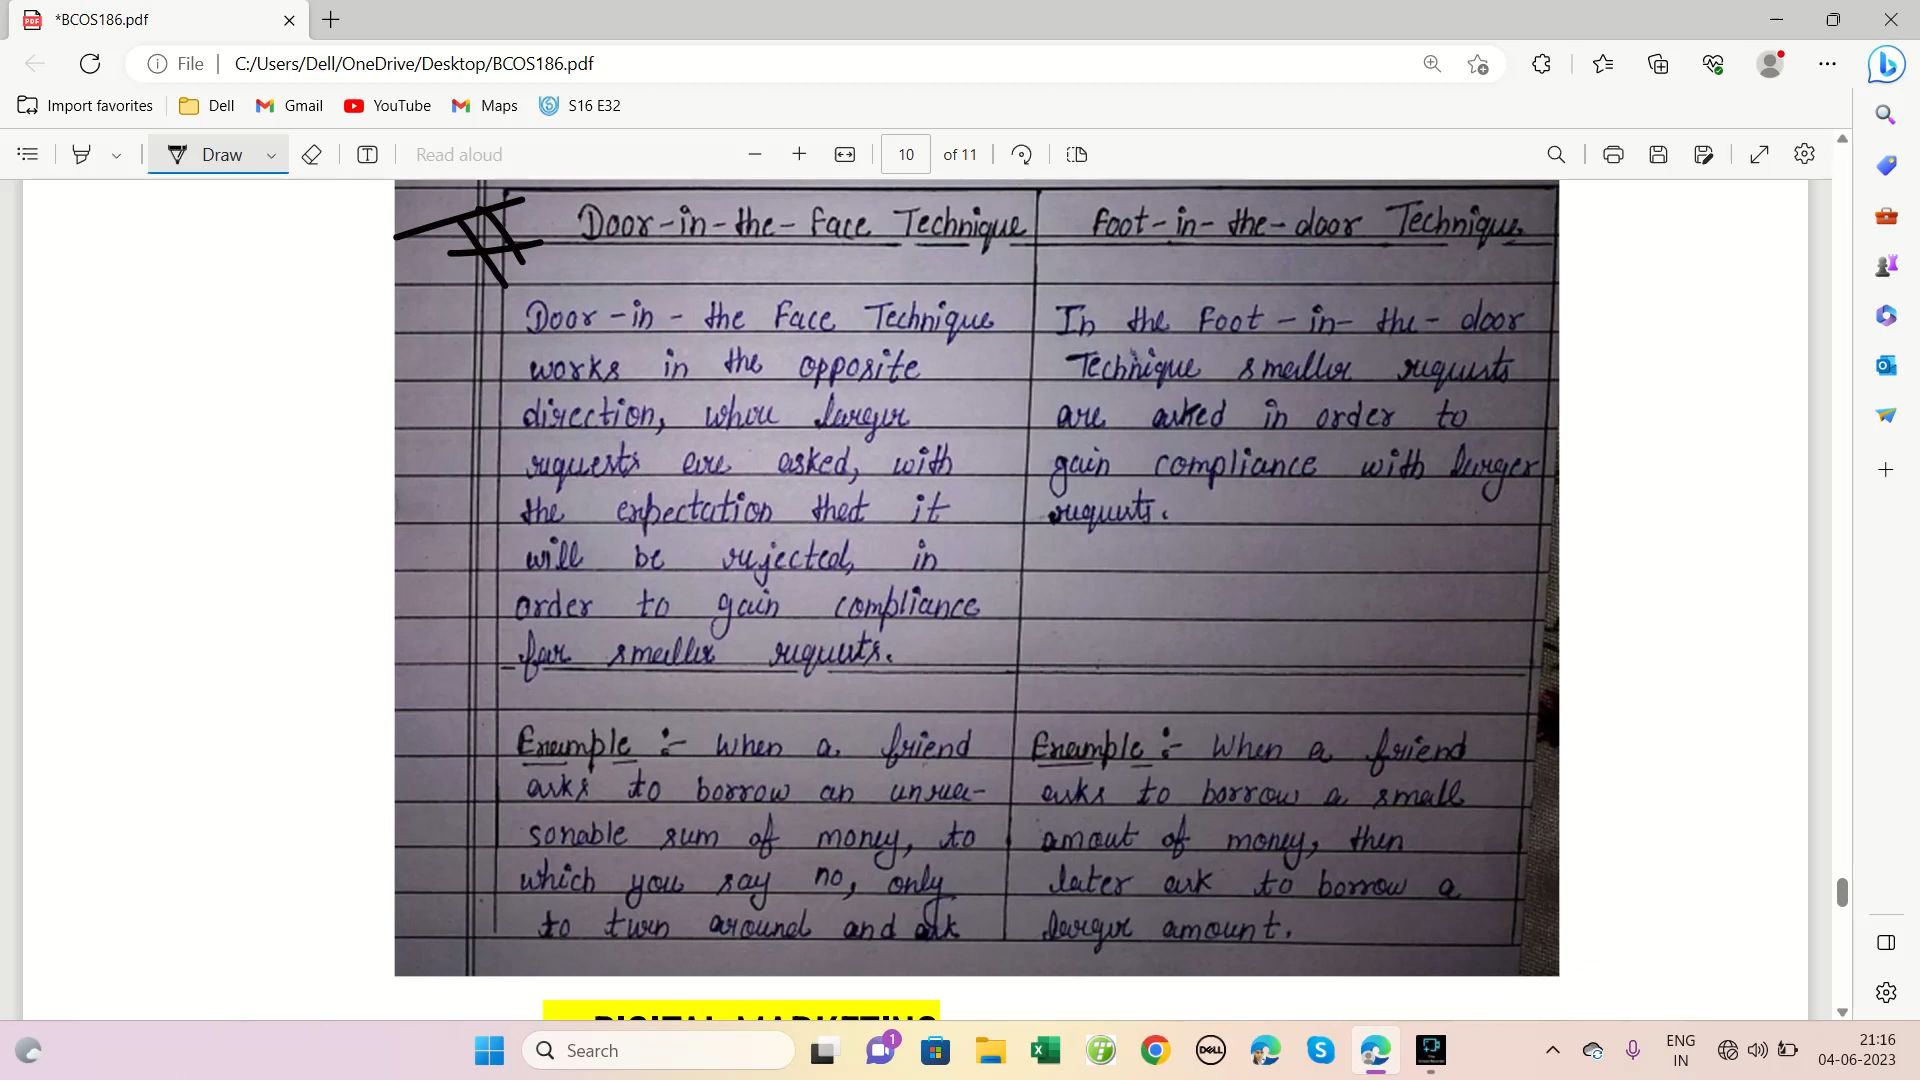 *BCOS186.pdf
File C:/Users/Dell/OneDrive/Desktop/BCOS186.pdf
Import favorites Dell Gmail YouTube Maps S16 E32
Draw Read aloud 10 of 11
Door-in-the-Face Technique
Door-in-the Face Technique
works in the opposite
direction, where larger
requests are asked, with
the expectation that it
will be rejected, in
order to gain compliance
for smaller requests.
Example :- When a friend
asks to borrow an unrea-
sonable sum of money, to
which you say no, only
to turn around and ask
Foot-in-the-door Technique
In the Foot-in-the-door
Technique smaller requests
are asked in order to
gain compliance with larger
requests.
Example :- When a friend
asks to borrow a small
amout of money, then
later ask to borrow a
larger amount.
DIGITAL MARKETING
Search
1
ENG
IN
21:16
04-06-2023